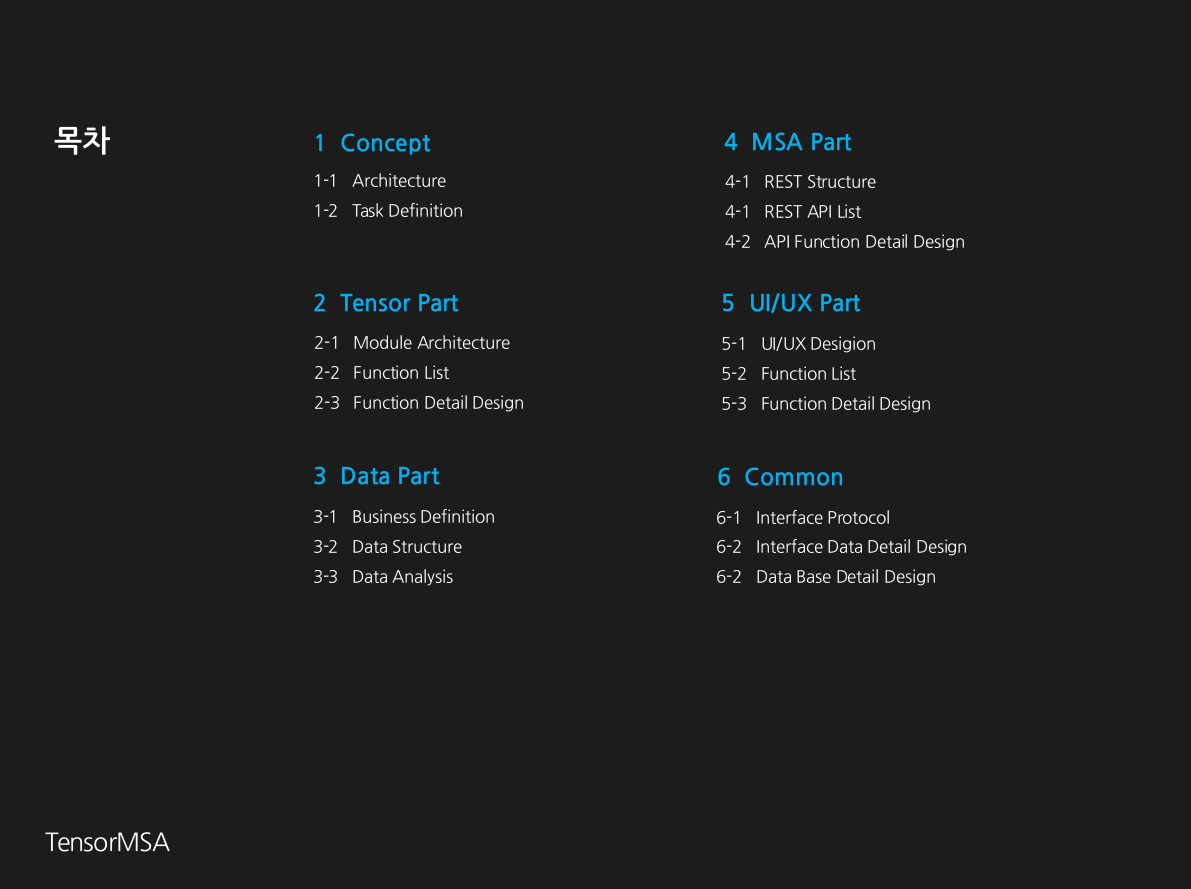 목차
1 Concept
1-1 Architecture
1-2 Task Definition
2 Tensor Part
2-1 Module Architecture
2-2 Function List
2-3 Function Detail Design
3 Data Part
3-1 Business Definition
3-2 Data Structure
3-3 Data Analysis
4 MSA Part
4-1 REST Structure
4-1 REST API List
4-2 API Function Detail Design
5 UI/UX Part
5-1 UI/UX Desigion
5-2 Function List
5-3 Function Detail Design
6 Common
6-1 Interface Protocol
6-2 Interface Data Detail Design
6-2 Data Base Detail Design
TensorMSA